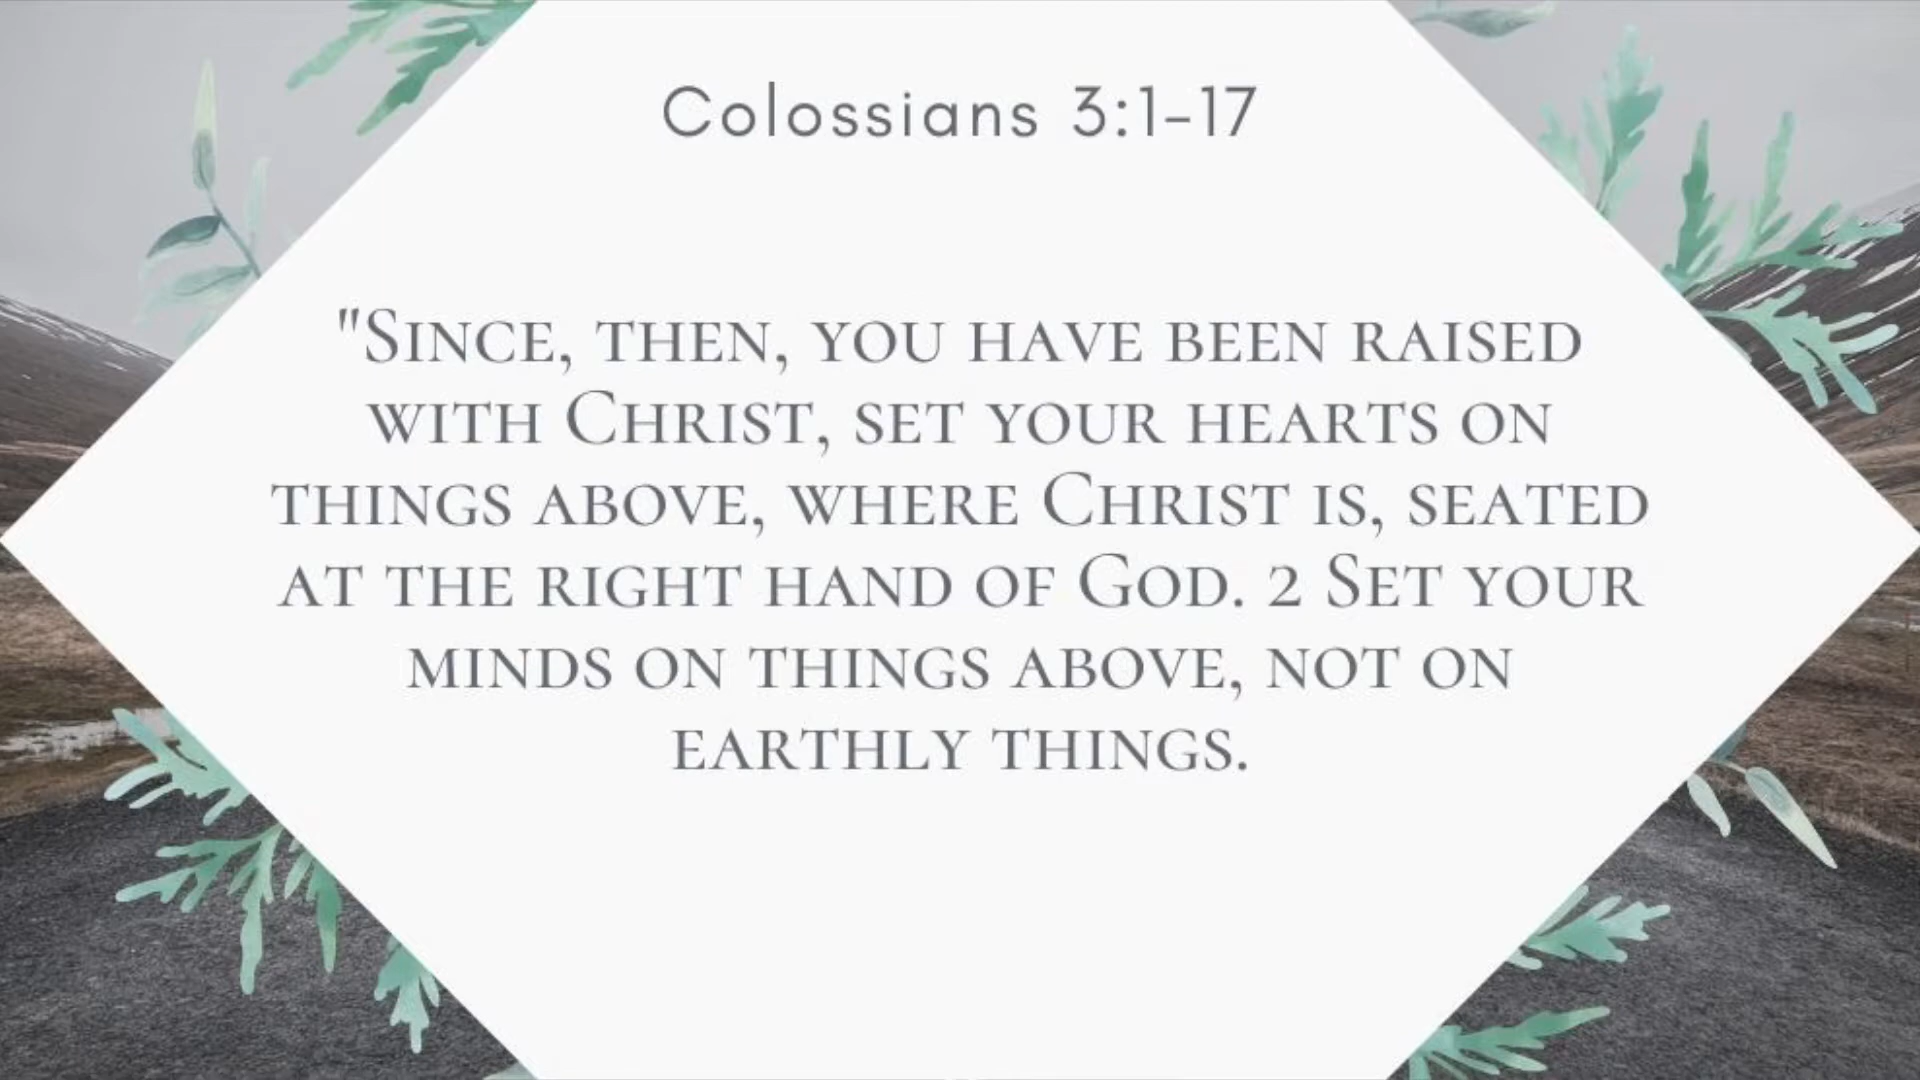 Colossians 3:1-17
"Since, then, you have been raised
with Christ, set your hearts on
things above, where Christ is, seated
at the right hand of God. 2 Set your
minds on things above, not on
earthly things.